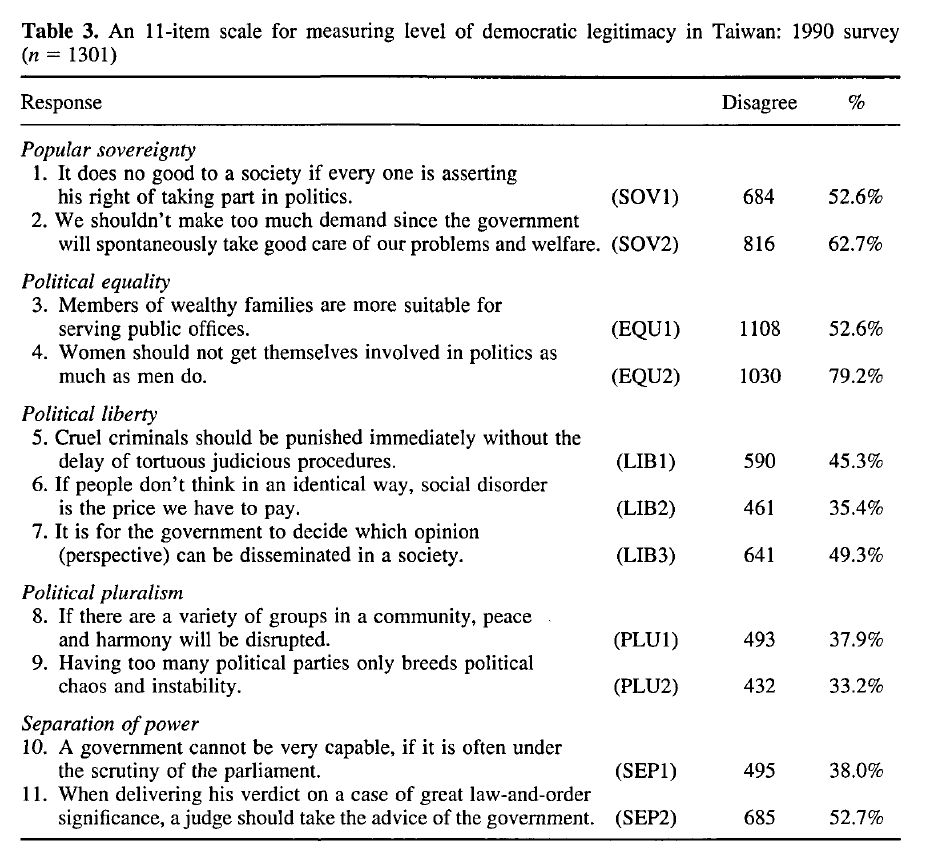 Table 3. An 11-item scale for measuring level of democratic legitimacy in Taiwan: 1990 survey
(n = 1301)
Response Disagree %
Popular sovereignty
1. It does no good to a society if every one is asserting
his right of taking part in politics. (SOV1) 684 52.6%
2. We shouldn't make too much demand since the government
will spontaneously take good care of our problems and welfare. (SOV2) 816 62.7%
Political equality
3. Members of wealthy families are more suitable for
serving public offices. (EQU1) 1108 52.6%
4. Women should not get themselves involved in politics as
much as men do. (EQU2) 1030 79.2%
Political liberty
5. Cruel criminals should be punished immediately without the
delay of tortuous judicious procedures. (LIB1) 590 45.3%
6. If people don't think in an identical way, social disorder
is the price we have to pay. (LIB2) 461 35.4%
7. It is for the government to decide which opinion
(perspective) can be disseminated in a society. (LIB3) 641 49.3%
Political pluralism
8. If there are a variety of groups in a community, peace
and harmony will be disrupted. (PLU1) 493 37.9%
9. Having too many political parties only breeds political
chaos and instability. (PLU2) 432 33.2%
Separation of power
10. A government cannot be very capable, if it is often under
the scrutiny of the parliament. (SEP1) 495 38.0%
11. When delivering his verdict on a case of great law-and-order
significance, a judge should take the advice of the government. (SEP2) 685 52.7%